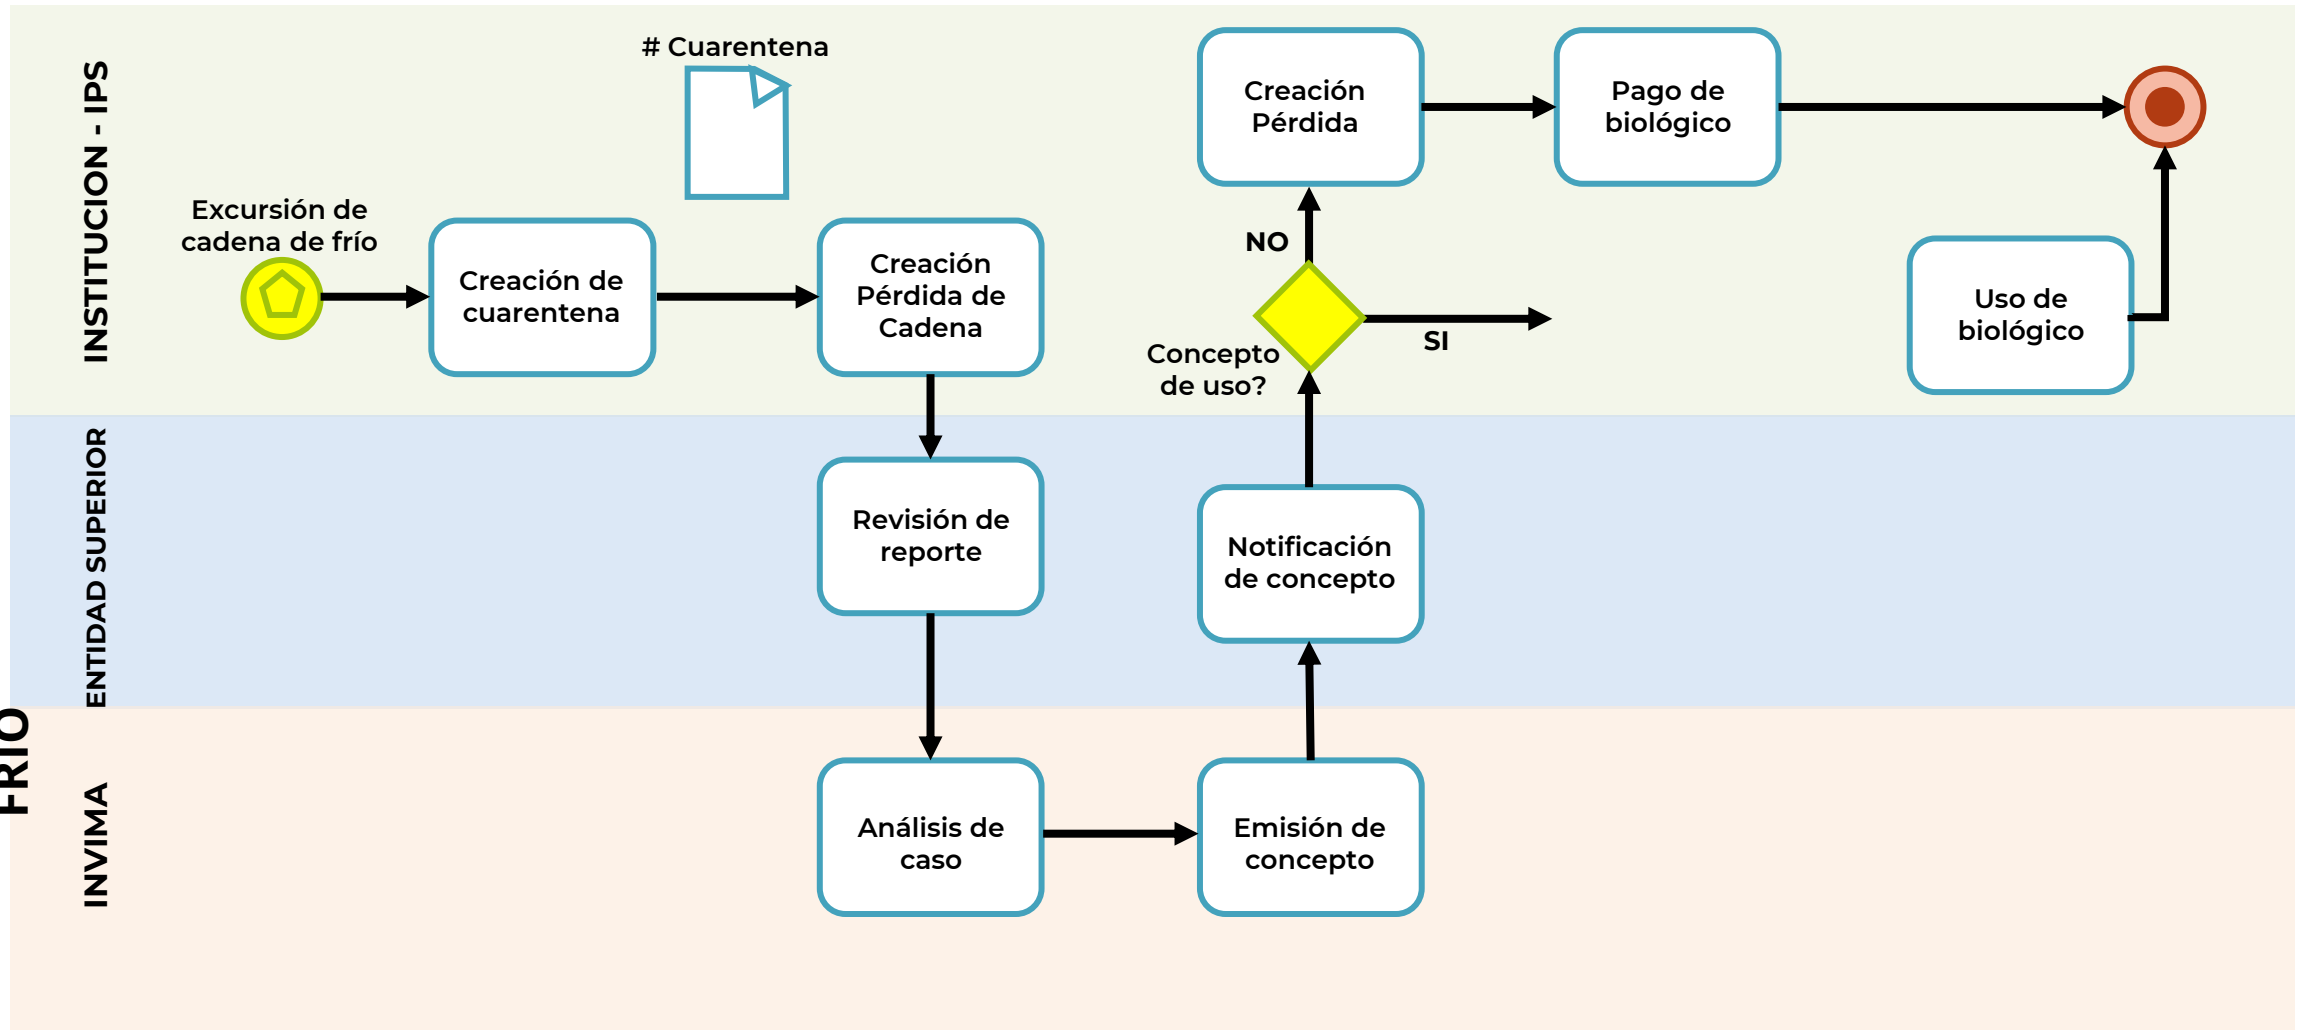 INSTITUCION - IPS
# Cuarentena
Excursión de
cadena de frío
Creación de
cuarentena
Creación
Pérdida de
Cadena
Creación
Pérdida
Pago de
biológico
NO
SI
Concepto
de uso?
Uso de
biológico
ENTIDAD SUPERIOR
Revisión de
reporte
Notificación
de concepto
FRIO
INVIMA
Análisis de
caso
Emisión de
concepto